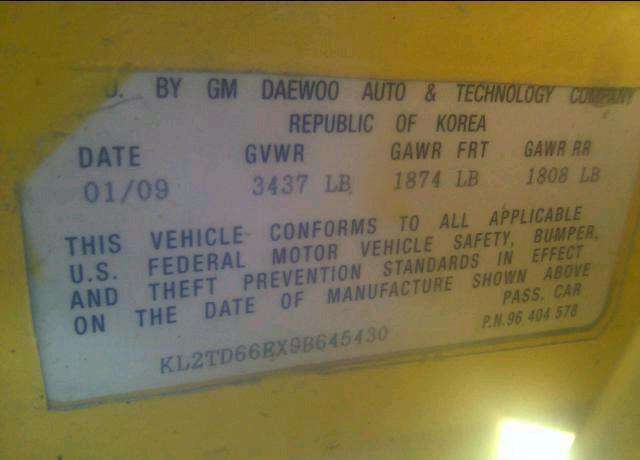 D. BY GM DAEWOO AUTO & TECHNOLOGY COMPANY
REPUBLIC OF KOREA
DATE GVWR GAWR FRT GAWR RR
01/09 3437 LB 1874 LB 1808 LB
THIS VEHICLE CONFORMS TO ALL APPLICABLE
U.S. FEDERAL MOTOR VEHICLE SAFETY, BUMPER,
AND THEFT PREVENTION STANDARDS IN EFFECT
ON THE DATE OF MANUFACTURE SHOWN ABOVE
PASS. CAR
KL2TD66EX9B645430 P.N.96 404 578